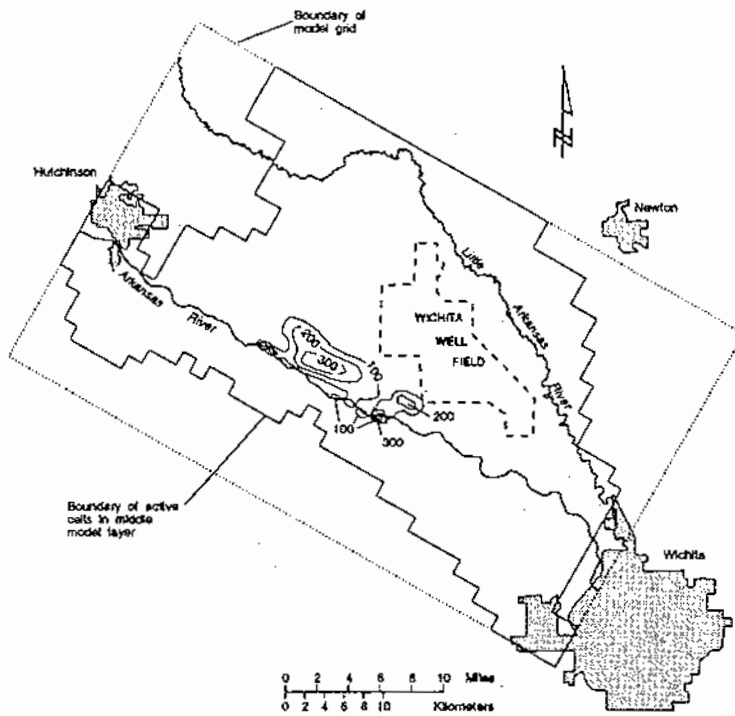 Boundary of
model grid
Hutchinson
Newton
Little
Arkansas
River
Arkansas
River
WICHITA
WELL
FIELD
200
300
100
100
200
300
Boundary of active
cells in middle
model layer
Wichita
0 2 4 6 8 10 Miles
0 2 4 6 8 10
Kilometers